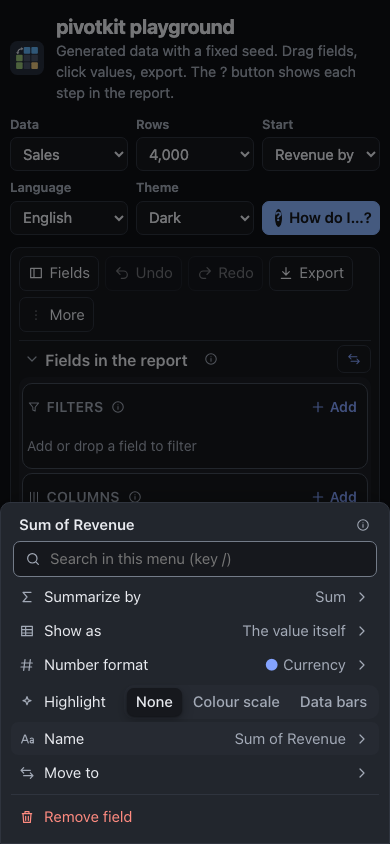 pivotkit playground
Generated data with a fixed seed. Drag fields,
click values, export. The ? button shows each
step in the report.
Data Rows Start
Sales 4,000 Revenue by
Language Theme
English Dark ? How do I...?
Fields Undo Redo Export
More
Fields in the report
FILTERS + Add
Add or drop a field to filter
COLUMNS + Add
Sum of Revenue
Search in this menu (key /)
Summarize by Sum
Show as The value itself
Number format Currency
Highlight None Colour scale Data bars
Aa Name Sum of Revenue
Move to
Remove field